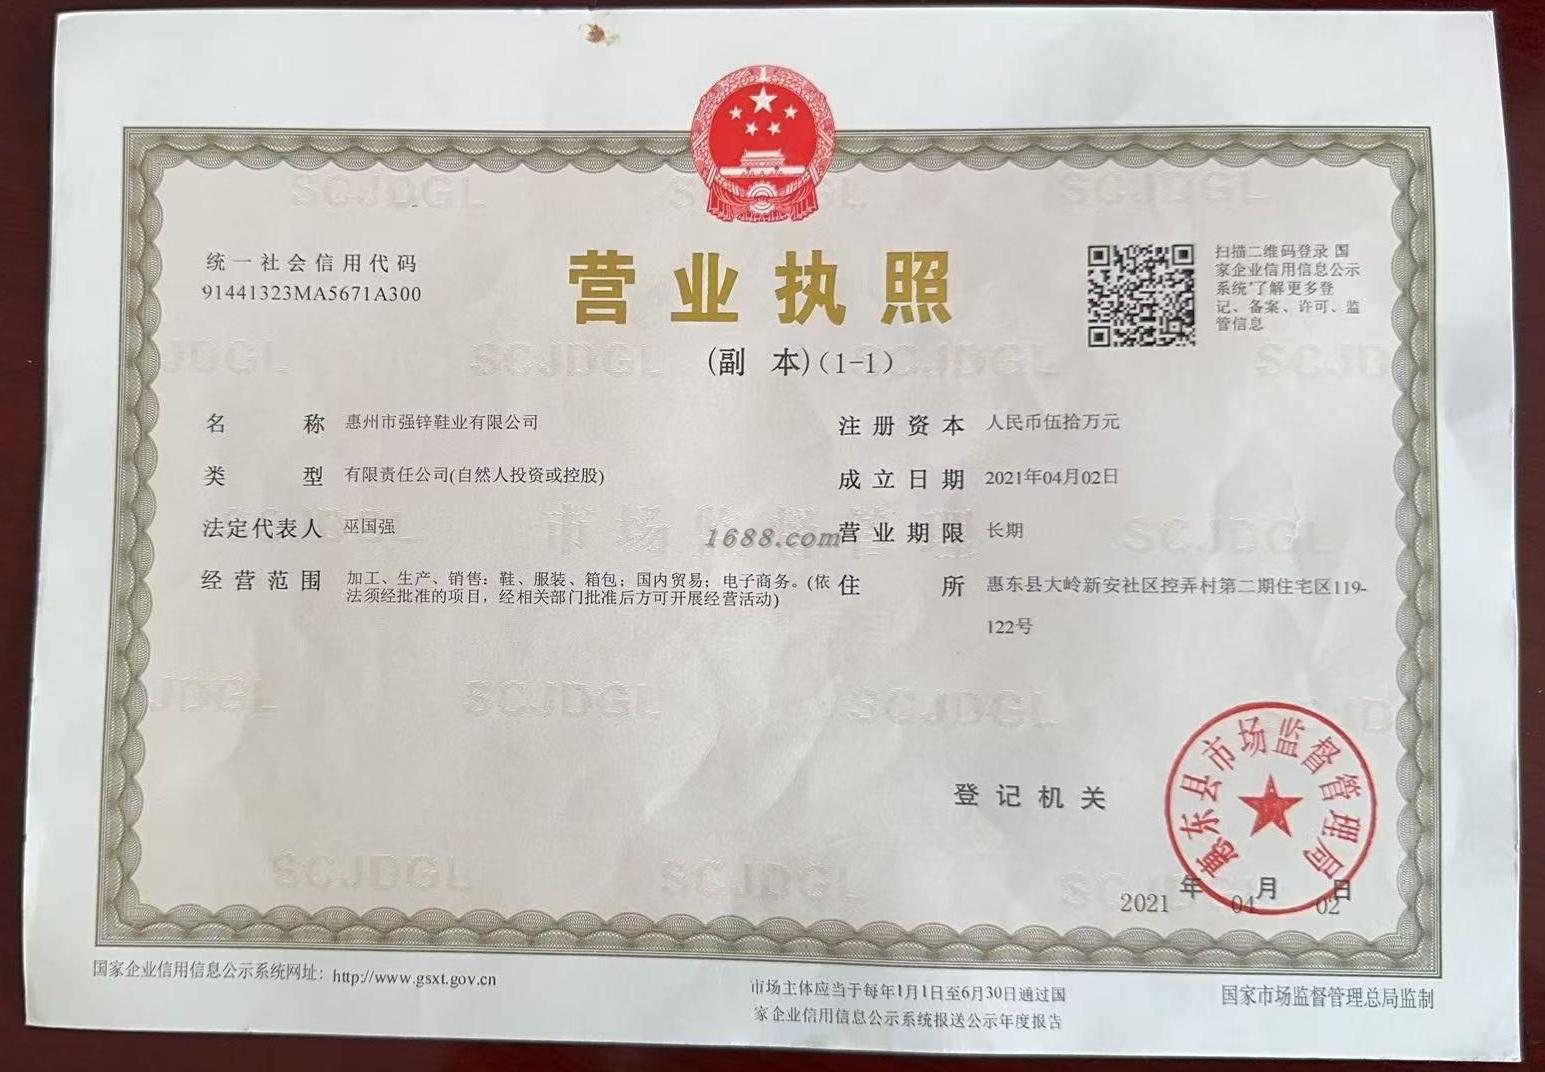 统一社会信用代码
91441323MA5671A300
营业执照
(副 本)(1-1)
扫描二维码登录 国
家企业信用信息公示
系统'了解更多登
记、备案、许可、监
管信息
名 称 惠州市强锌鞋业有限公司
类 型 有限责任公司(自然人投资或控股)
法定代表人 巫国强
经营范围 加工、生产、销售：鞋、服装、箱包；国内贸易；电子商务。(依
法须经批准的项目，经相关部门批准后方可开展经营活动)
注册资本 人民币伍拾万元
成立日期 2021年04月02日
营业期限 长期
住 所 惠东县大岭新安社区控弄村第二期住宅区119-
122号
1688.com
登记机关
惠东县市场监督管理局
2021 年 04 月 02 日
国家企业信用信息公示系统网址：http://www.gsxt.gov.cn
市场主体应当于每年1月1日至6月30日通过国
家企业信用信息公示系统报送公示年度报告
国家市场监督管理总局监制
SCJDGL